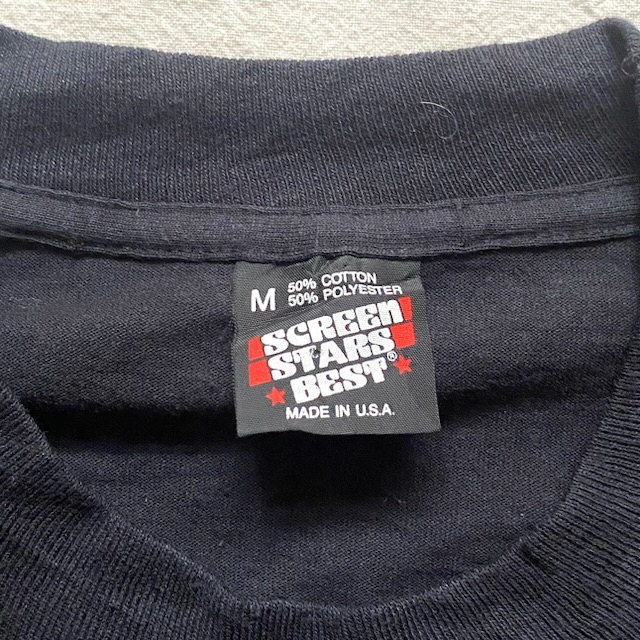 M 50% COTTON
50% POLYESTER
SCREEN
STARS
BEST®
MADE IN U.S.A.